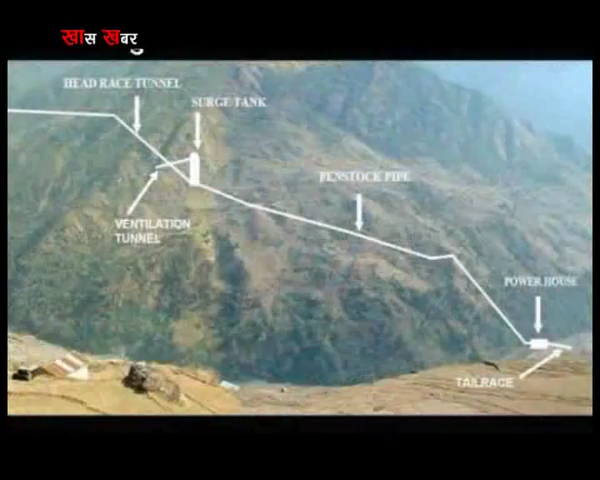 खास खबर
HEAD RACE TUNNEL
SURGE TANK
PENSTOCK PIPE
VENTILATION
TUNNEL
POWER HOUSE
TAILRACE